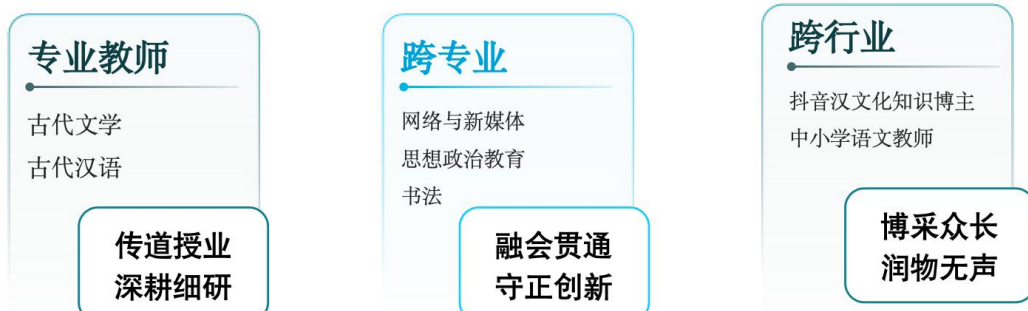 专业教师
古代文学
古代汉语
传道授业
深耕细研
跨专业
网络与新媒体
思想政治教育
书法
融会贯通
守正创新
跨行业
抖音汉文化知识博主
中小学语文教师
博采众长
润物无声